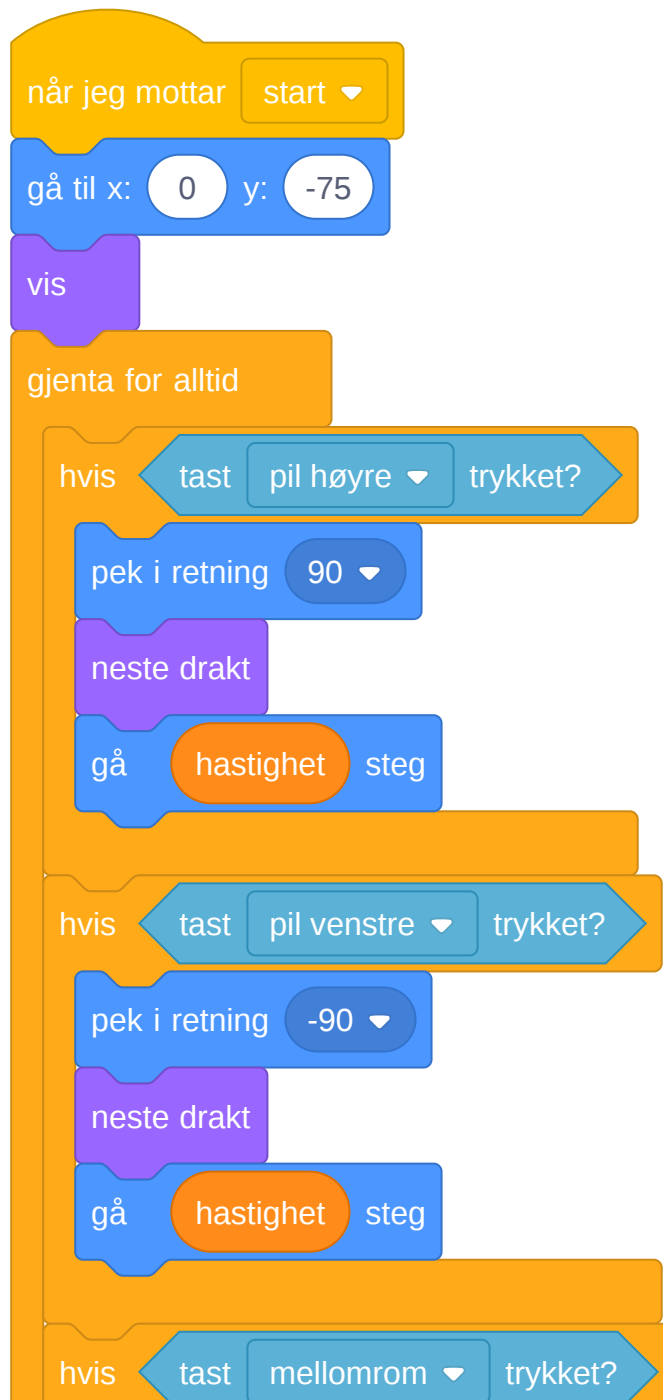 når jeg mottar start
gå til x: 0 y: -75
vis
gjenta for alltid
hvis tast pil høyre trykket?
pek i retning 90
neste drakt
gå hastighet steg
hvis tast pil venstre trykket?
pek i retning -90
neste drakt
gå hastighet steg
hvis tast mellomrom trykket?